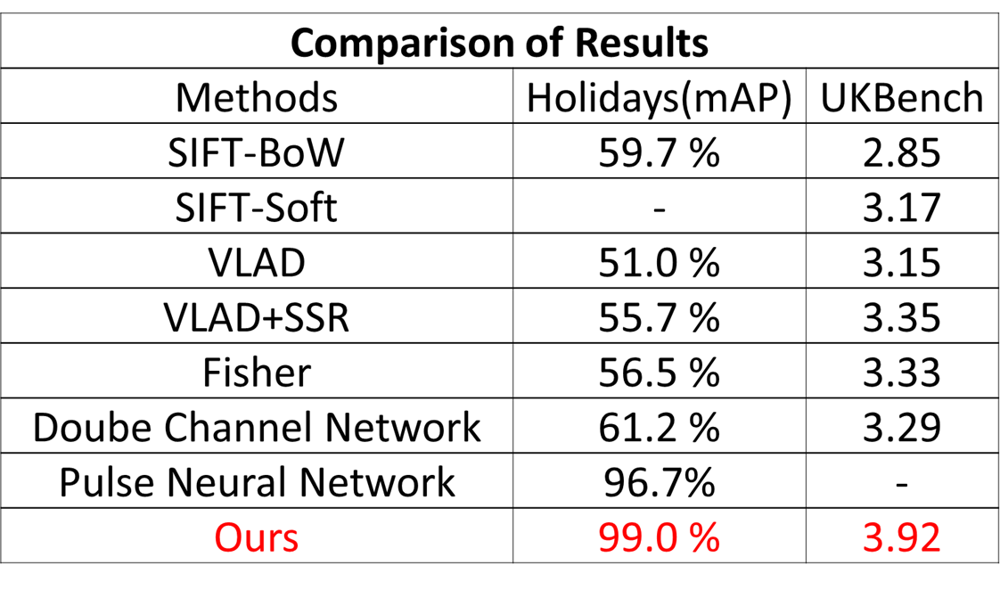 Comparison of Results
Methods Holidays(mAP) UKBench
SIFT-BoW 59.7 % 2.85
SIFT-Soft - 3.17
VLAD 51.0 % 3.15
VLAD+SSR 55.7 % 3.35
Fisher 56.5 % 3.33
Doube Channel Network 61.2 % 3.29
Pulse Neural Network 96.7% -
Ours 99.0 % 3.92